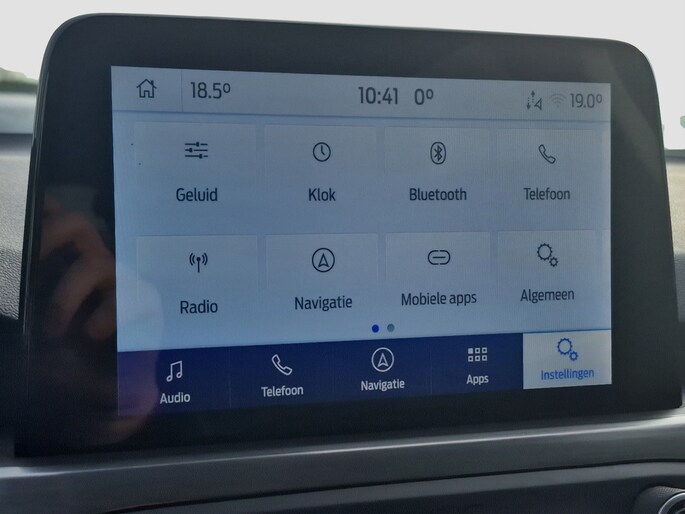 18.5° 10:41 0° 19.0°
Geluid Klok Bluetooth Telefoon
Radio Navigatie Mobiele apps Algemeen
Audio Telefoon Navigatie Apps Instellingen